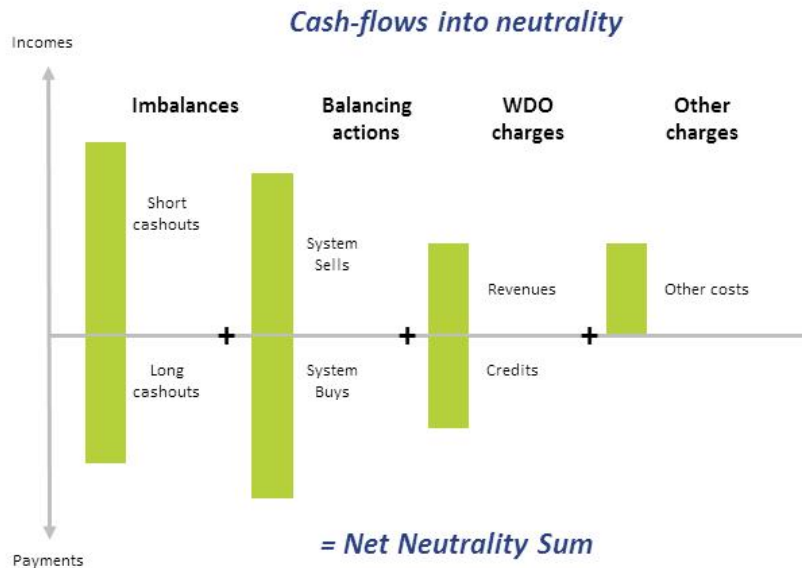 Cash-flows into neutrality
Incomes
Imbalances
Balancing
actions
WDO
charges
Other
charges
Short
cashouts
System
Sells
Revenues
Other costs
+
+
+
Long
cashouts
System
Buys
Credits
= Net Neutrality Sum
Payments